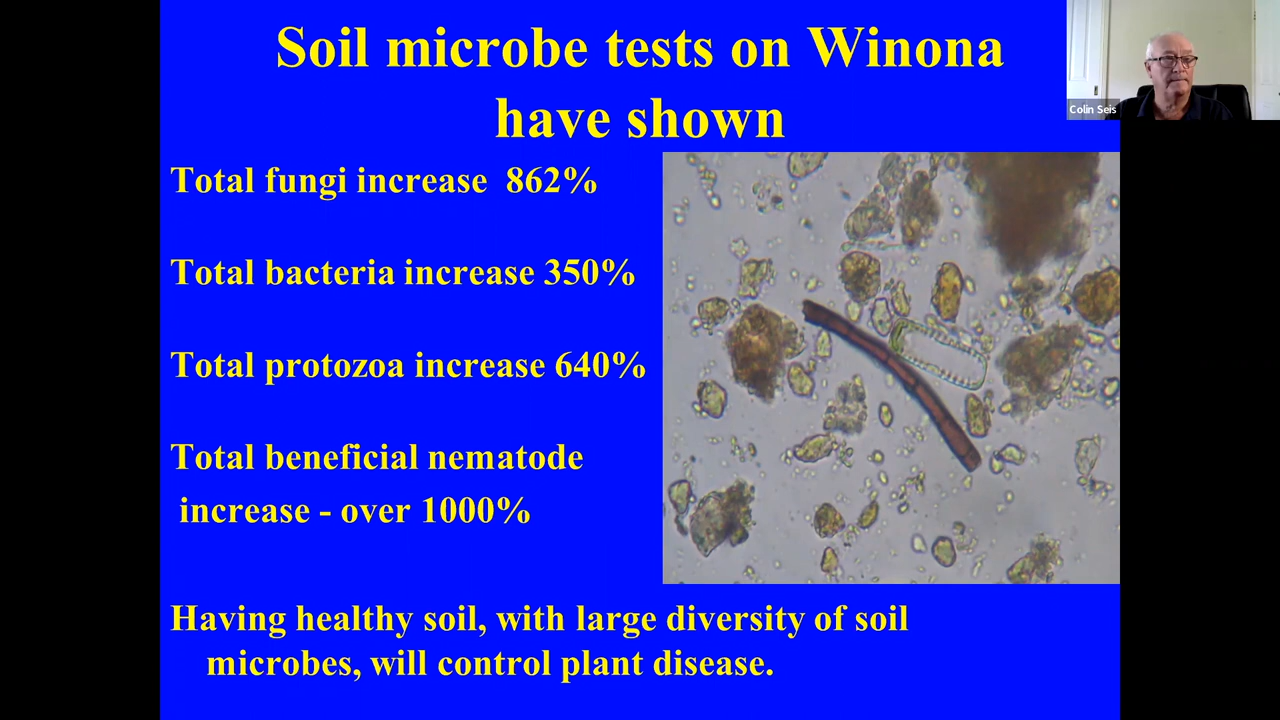 Soil microbe tests on Winona
have shown
Colin Seis
Total fungi increase 862%
Total bacteria increase 350%
Total protozoa increase 640%
Total beneficial nematode
increase - over 1000%
Having healthy soil, with large diversity of soil
microbes, will control plant disease.